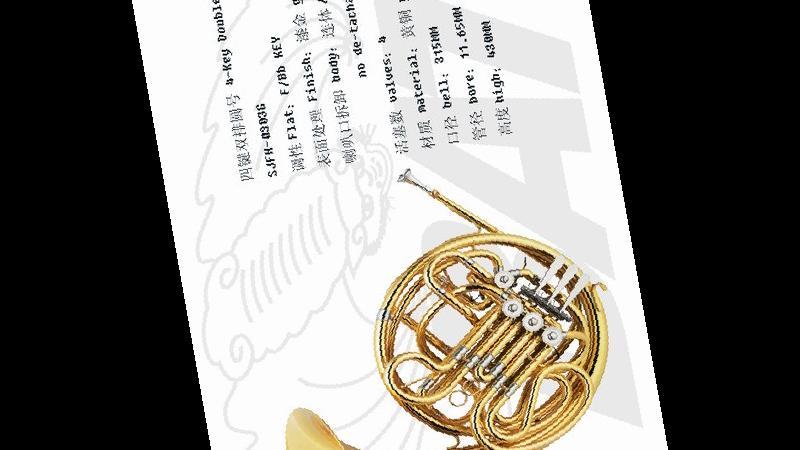 四键双排圆号 4-Key Double
SJFH-Q303G
调性 Flat: F/Bb KEY
表面处理 Finish: 漆金
喇叭口拆卸 body: 连体
no de-tacha
活塞数 valves: 4
材质 material: 黄铜
口径 bell: 315MM
管径 bore: 11.65MM
高度 high: 430MM